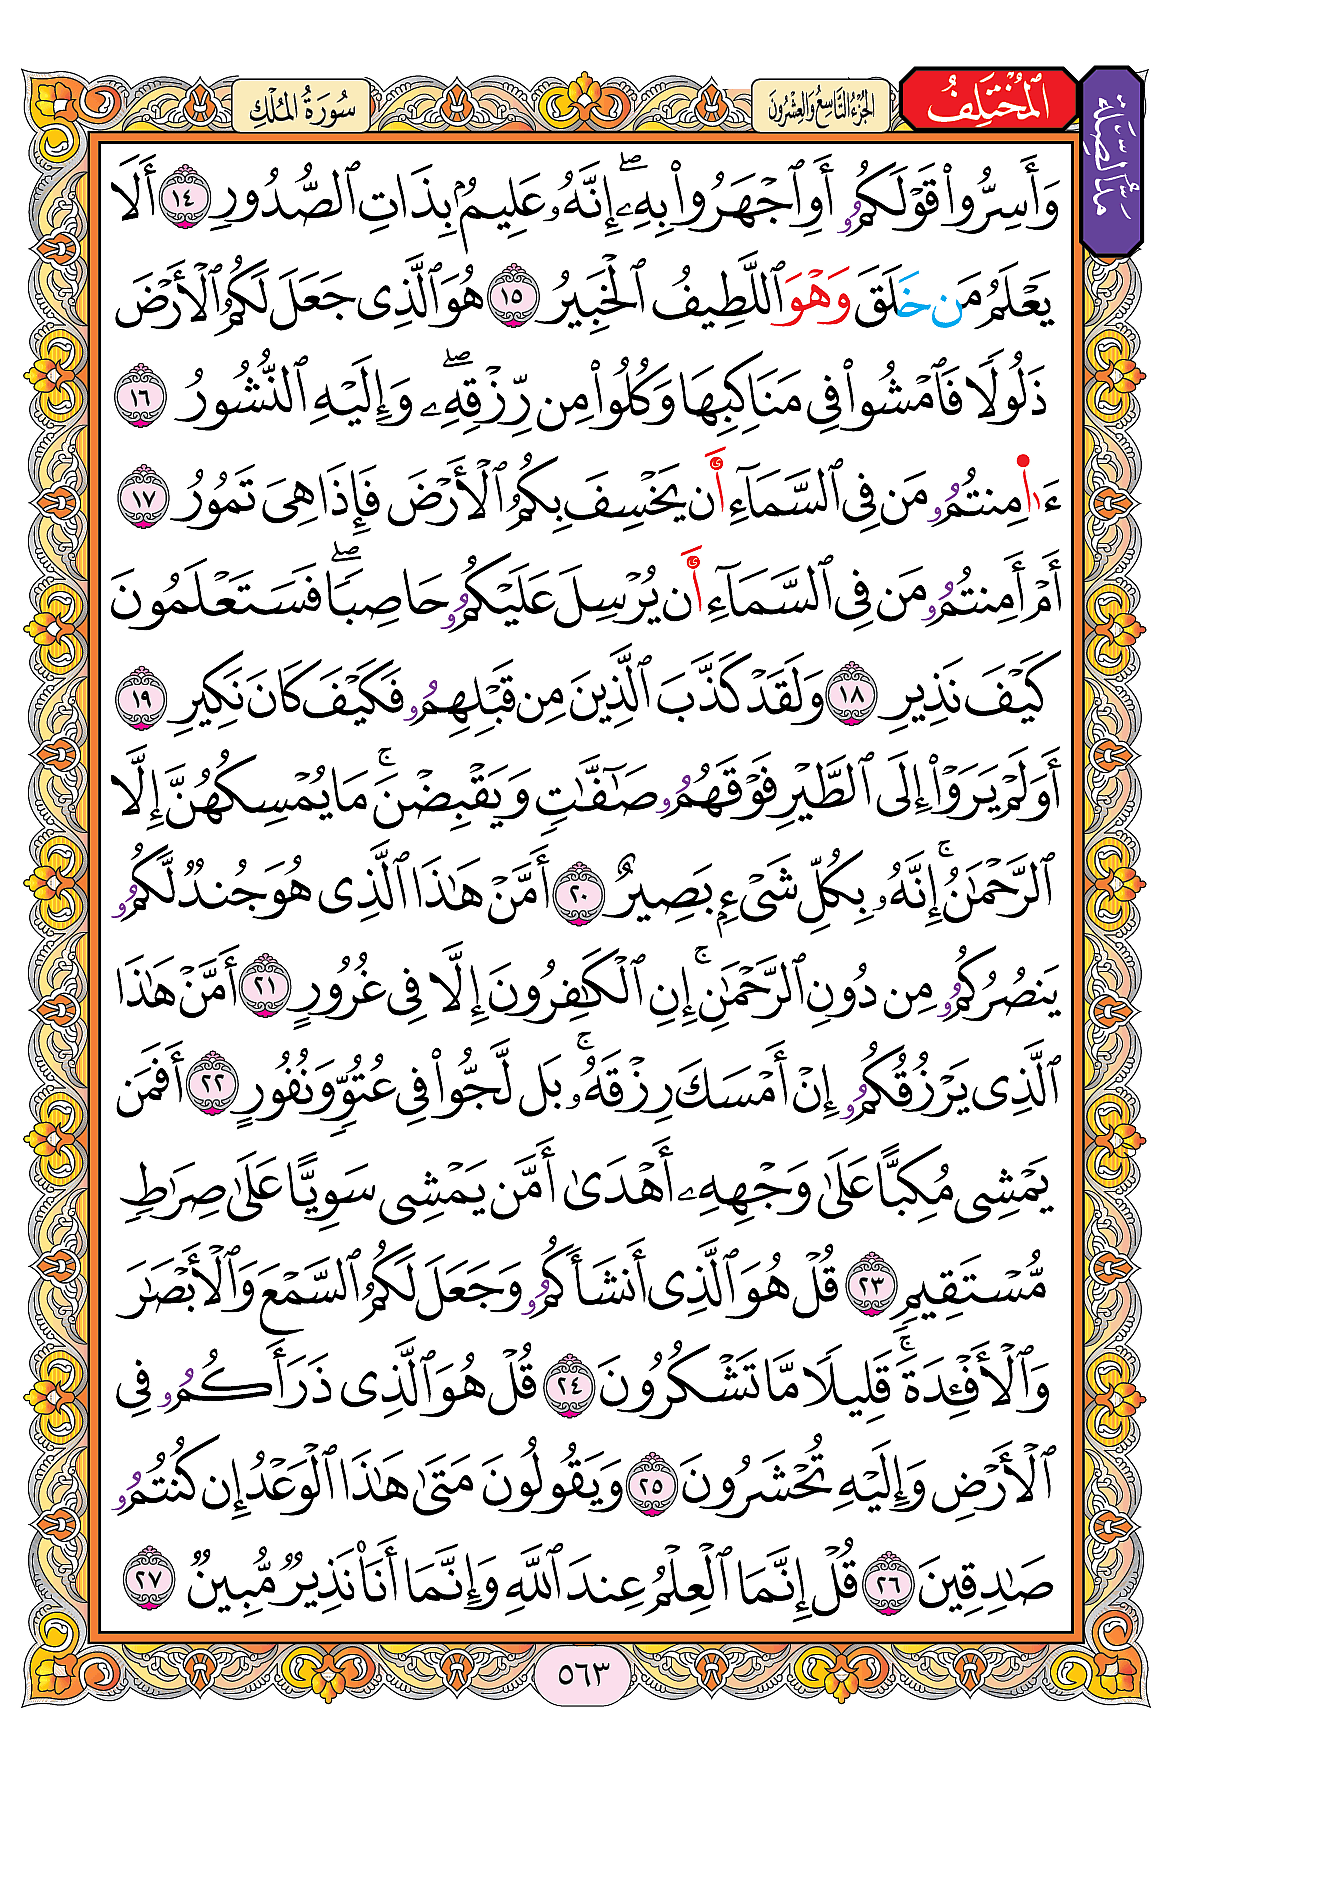 سُورَةُ المُلْكِ
الجُزْءُ التَّاسِعُ وَالعِشْرُونَ
ٱلْمُخْتَلِفُ
مَدُّ الصِّلَة
وَأَسِرُّوا۟ قَوْلَكُمُۥ أَوِ ٱجْهَرُوا۟ بِهِۦٓۖ إِنَّهُۥ عَلِيمُۢ بِذَاتِ ٱلصُّدُورِ ١٤ أَلَا
يَعْلَمُ مَن خَلَقَ وَهْوَ ٱللَّطِيفُ ٱلْخَبِيرُ ١٥ هُوَ ٱلَّذِى جَعَلَ لَكُمُ ٱلْأَرْضَ
ذَلُولًا فَٱمْشُوا۟ فِى مَنَاكِبِهَا وَكُلُوا۟ مِن رِّزْقِهِۦۖ وَإِلَيْهِ ٱلنُّشُورُ ١٦
ءَا۬مِنتُمُۥ مَن فِى ٱلسَّمَآءِ أَن يَخْسِفَ بِكُمُ ٱلْأَرْضَ فَإِذَا هِىَ تَمُورُ ١٧
أَمْ أَمِنتُمُۥ مَن فِى ٱلسَّمَآءِ أَن يُرْسِلَ عَلَيْكُمُۥ حَاصِبًاۖ فَسَتَعْلَمُونَ
كَيْفَ نَذِيرِ ١٨ وَلَقَدْ كَذَّبَ ٱلَّذِينَ مِن قَبْلِهِمُۥ فَكَيْفَ كَانَ نَكِيرِ ١٩
أَوَلَمْ يَرَوْا۟ إِلَى ٱلطَّيْرِ فَوْقَهُمُۥ صَٰٓفَّٰتٍ وَيَقْبِضْنَۚ مَا يُمْسِكُهُنَّ إِلَّا
ٱلرَّحْمَٰنُۚ إِنَّهُۥ بِكُلِّ شَىْءِۭ بَصِيرٌ ٢٠ أَمَّنْ هَٰذَا ٱلَّذِى هُوَ جُندٌ لَّكُمُۥ
يَنصُرُكُمُۥ مِن دُونِ ٱلرَّحْمَٰنِۚ إِنِ ٱلْكَٰفِرُونَ إِلَّا فِى غُرُورٍ ٢١ أَمَّنْ هَٰذَا
ٱلَّذِى يَرْزُقُكُمُۥ إِنْ أَمْسَكَ رِزْقَهُۥۚ بَل لَّجُّوا۟ فِى عُتُوٍّ وَنُفُورٍ ٢٢ أَفَمَن
يَمْشِى مُكِبًّا عَلَىٰ وَجْهِهِۦ أَهْدَىٰ أَمَّن يَمْشِى سَوِيًّا عَلَىٰ صِرَٰطٍ
مُّسْتَقِيمٍ ٢٣ قُلْ هُوَ ٱلَّذِى أَنشَأَكُمُۥ وَجَعَلَ لَكُمُ ٱلسَّمْعَ وَٱلْأَبْصَٰرَ
وَٱلْأَفْـِٔدَةَۚ قَلِيلًا مَّا تَشْكُرُونَ ٢٤ قُلْ هُوَ ٱلَّذِى ذَرَأَكُمُۥ فِى
ٱلْأَرْضِ وَإِلَيْهِ تُحْشَرُونَ ٢٥ وَيَقُولُونَ مَتَىٰ هَٰذَا ٱلْوَعْدُ إِن كُنتُمُۥ
صَٰدِقِينَ ٢٦ قُلْ إِنَّمَا ٱلْعِلْمُ عِندَ ٱللَّهِ وَإِنَّمَا أَنَا۠ نَذِيرٌ مُّبِينٌ ٢٧
٥٦٣